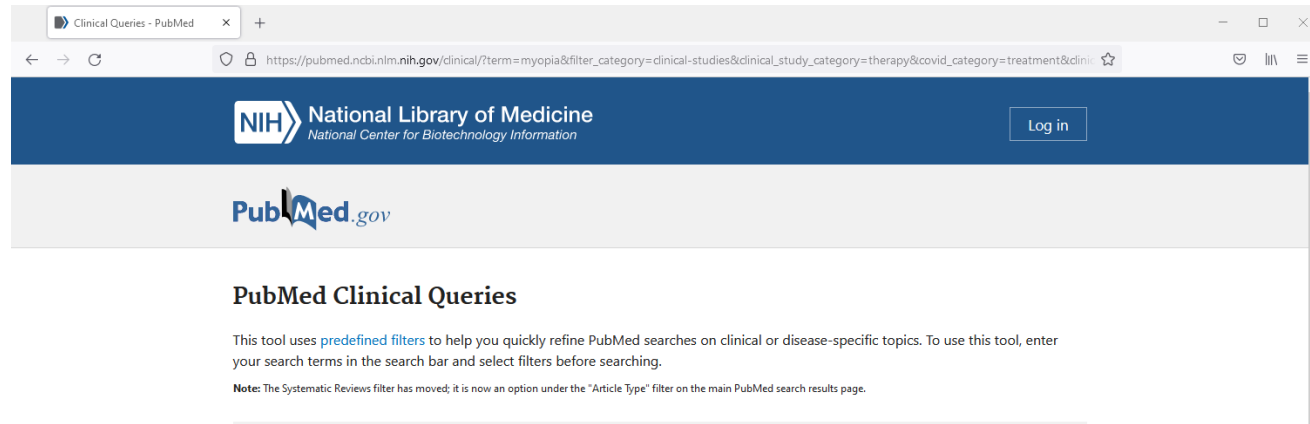 Clinical Queries - PubMed
https://pubmed.ncbi.nlm.nih.gov/clinical/?term=myopia&filter_category=clinical-studies&clinical_study_category=therapy&covid_category=treatment&clinic
NIH National Library of Medicine
National Center for Biotechnology Information
Log in
PubMed.gov
PubMed Clinical Queries
This tool uses predefined filters to help you quickly refine PubMed searches on clinical or disease-specific topics. To use this tool, enter
your search terms in the search bar and select filters before searching.
Note: The Systematic Reviews filter has moved; it is now an option under the "Article Type" filter on the main PubMed search results page.